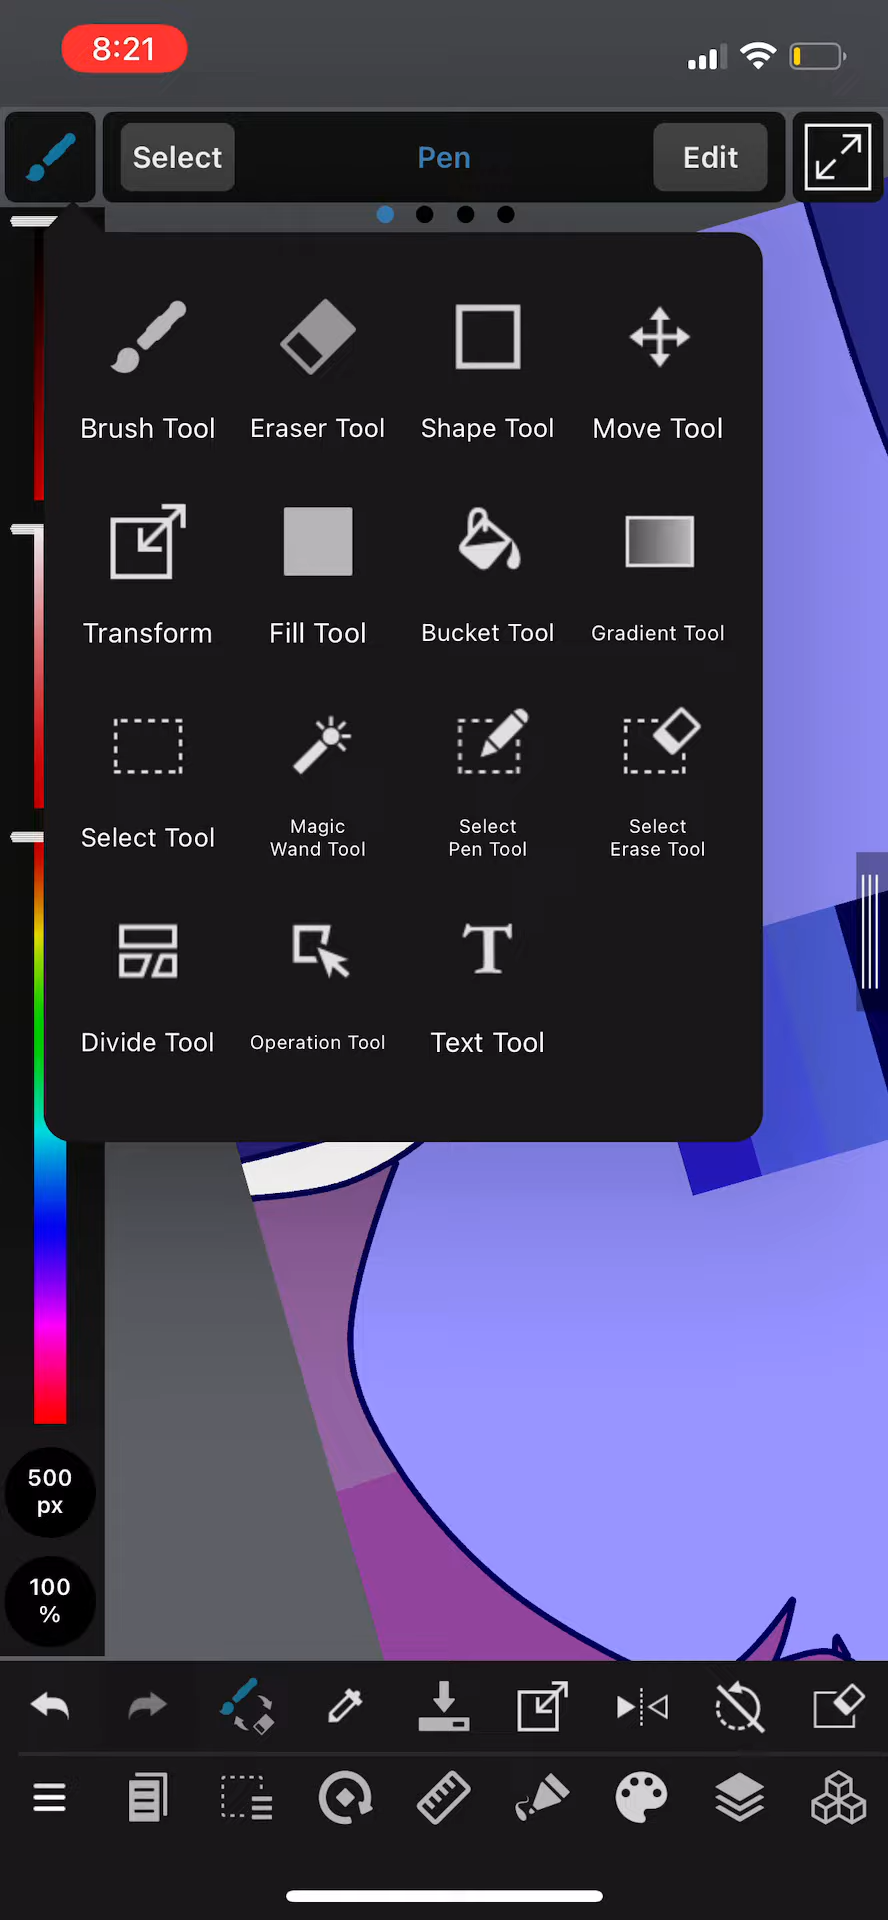 8:21
Select
Pen
Edit
Brush Tool
Eraser Tool
Shape Tool
Move Tool
Transform
Fill Tool
Bucket Tool
Gradient Tool
Select Tool
Magic
Wand Tool
Select
Pen Tool
Select
Erase Tool
Divide Tool
Operation Tool
T
Text Tool
500
px
100
%